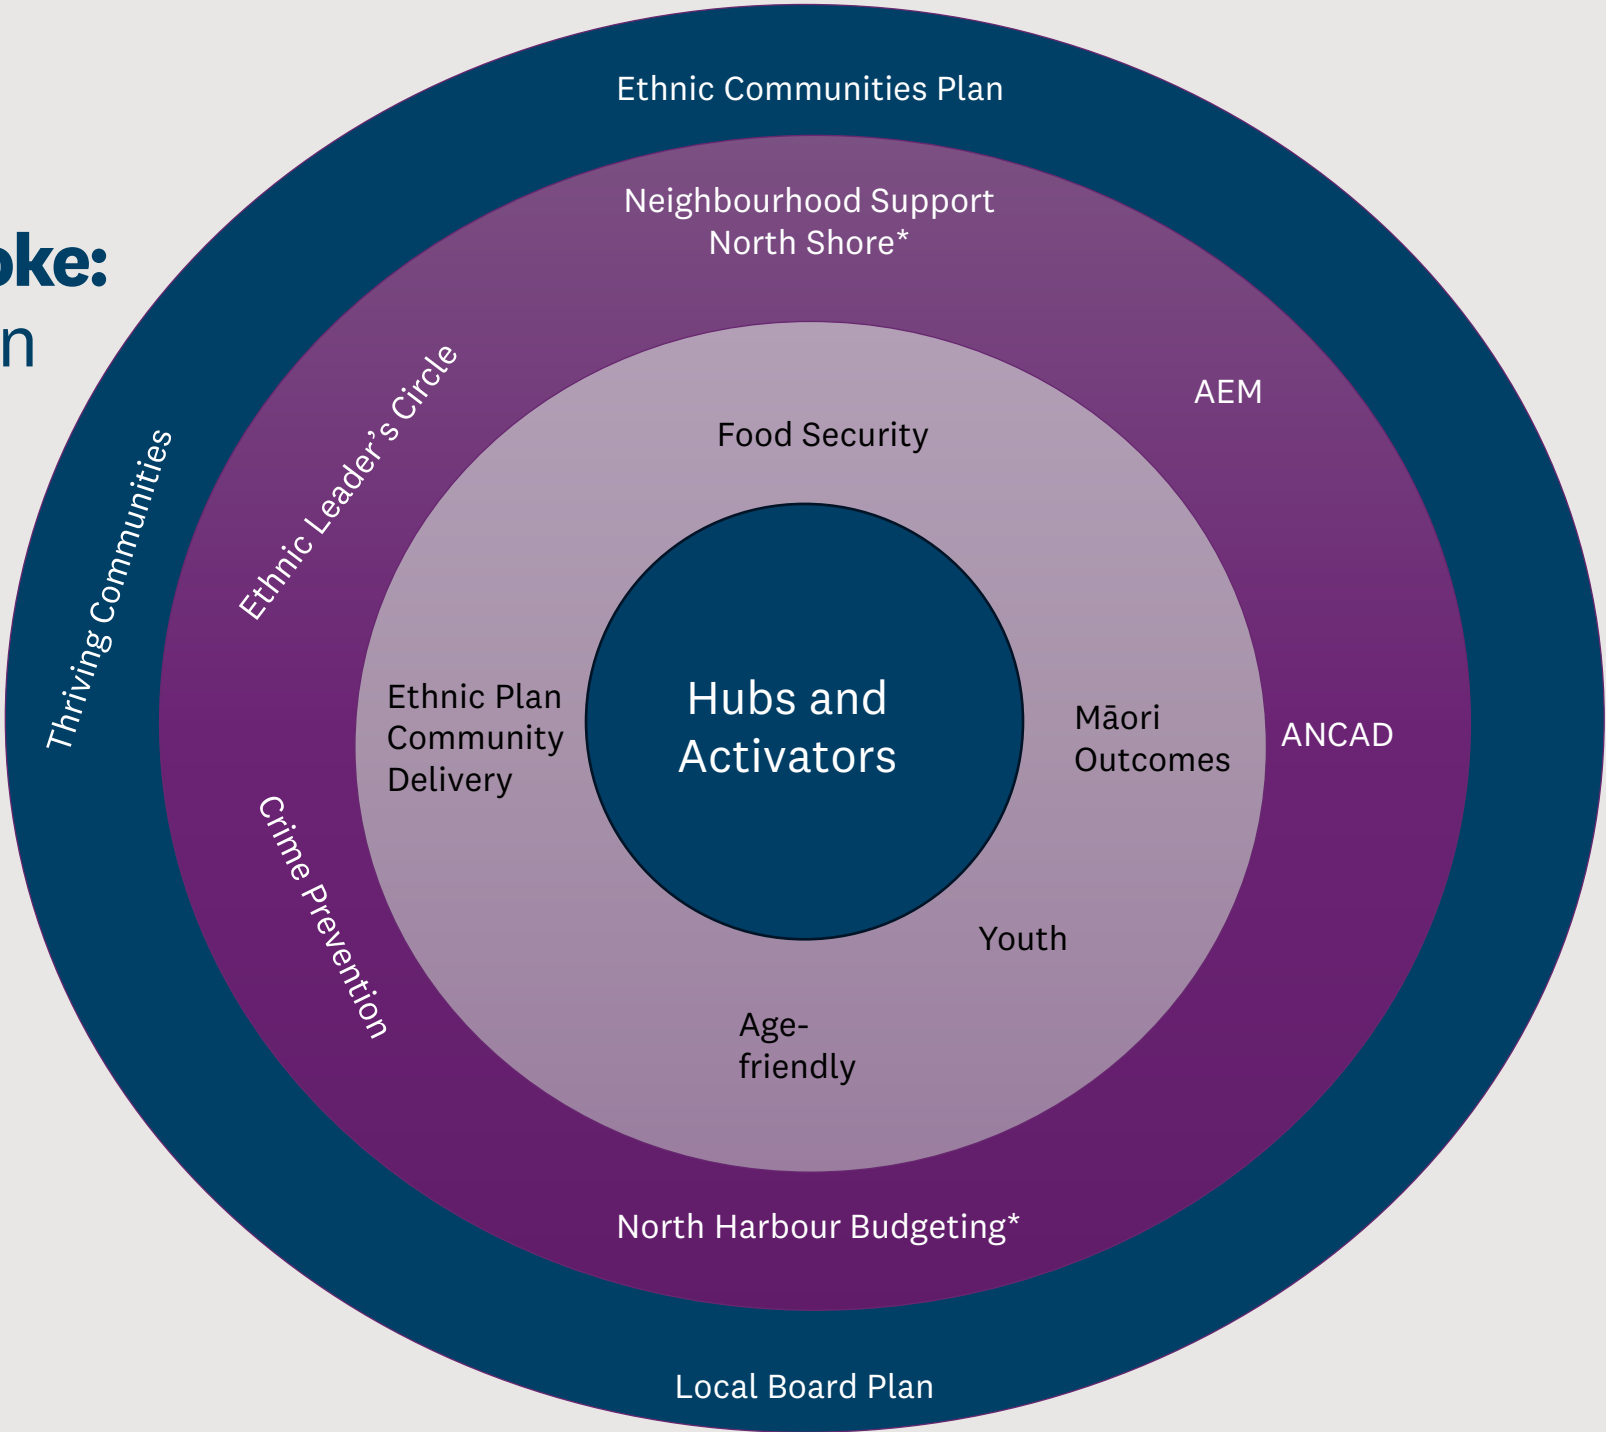 Ethnic Communities Plan
Neighbourhood Support
North Shore*
oke:
n
Ethnic Leader’s Circle
AEM
Thriving Communities
Food Security
Ethnic Plan
Community
Delivery
Hubs and
Activators
Māori
Outcomes
ANCAD
Crime Prevention
Youth
Age-
friendly
North Harbour Budgeting*
Local Board Plan